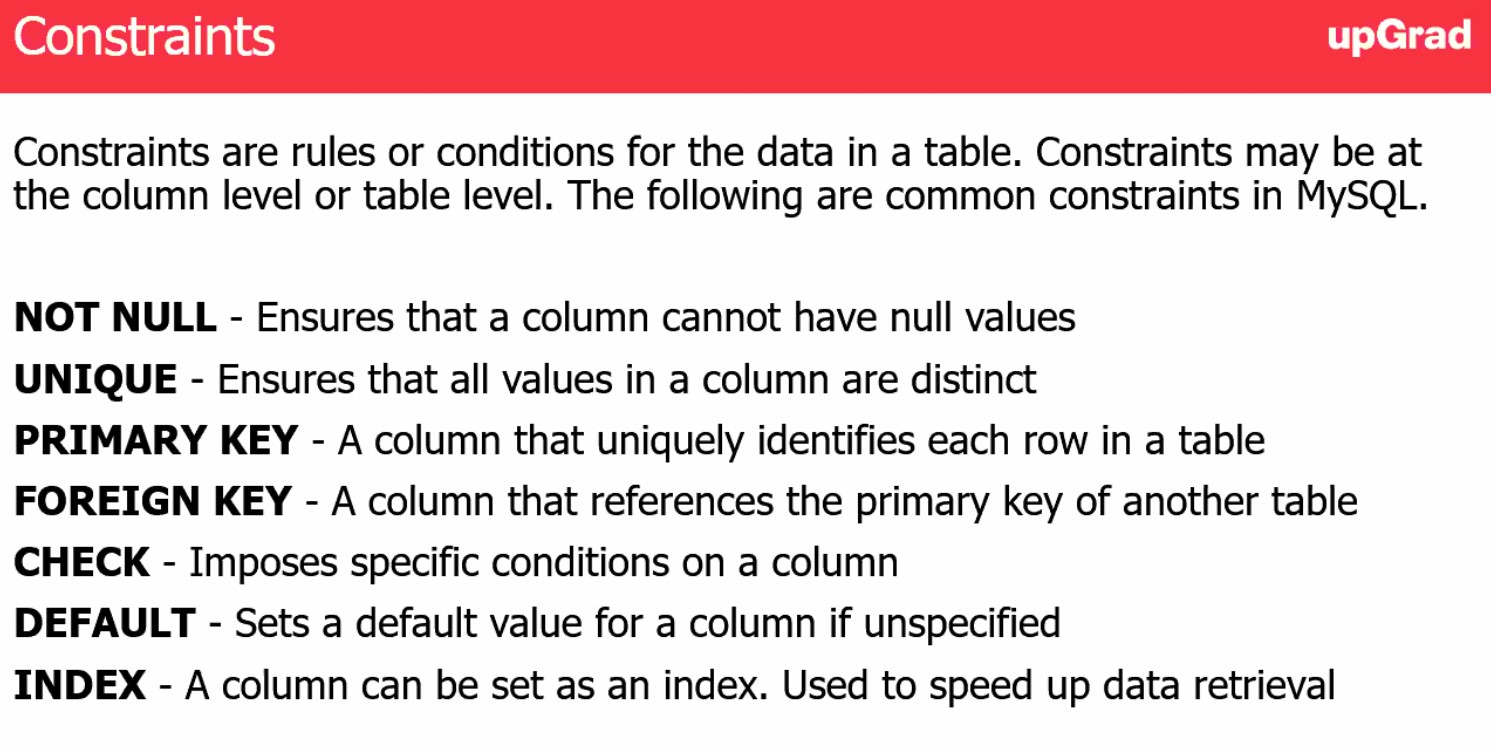 Constraints
upGrad
Constraints are rules or conditions for the data in a table. Constraints may be at
the column level or table level. The following are common constraints in MySQL.
NOT NULL - Ensures that a column cannot have null values
UNIQUE - Ensures that all values in a column are distinct
PRIMARY KEY - A column that uniquely identifies each row in a table
FOREIGN KEY - A column that references the primary key of another table
CHECK - Imposes specific conditions on a column
DEFAULT - Sets a default value for a column if unspecified
INDEX - A column can be set as an index. Used to speed up data retrieval